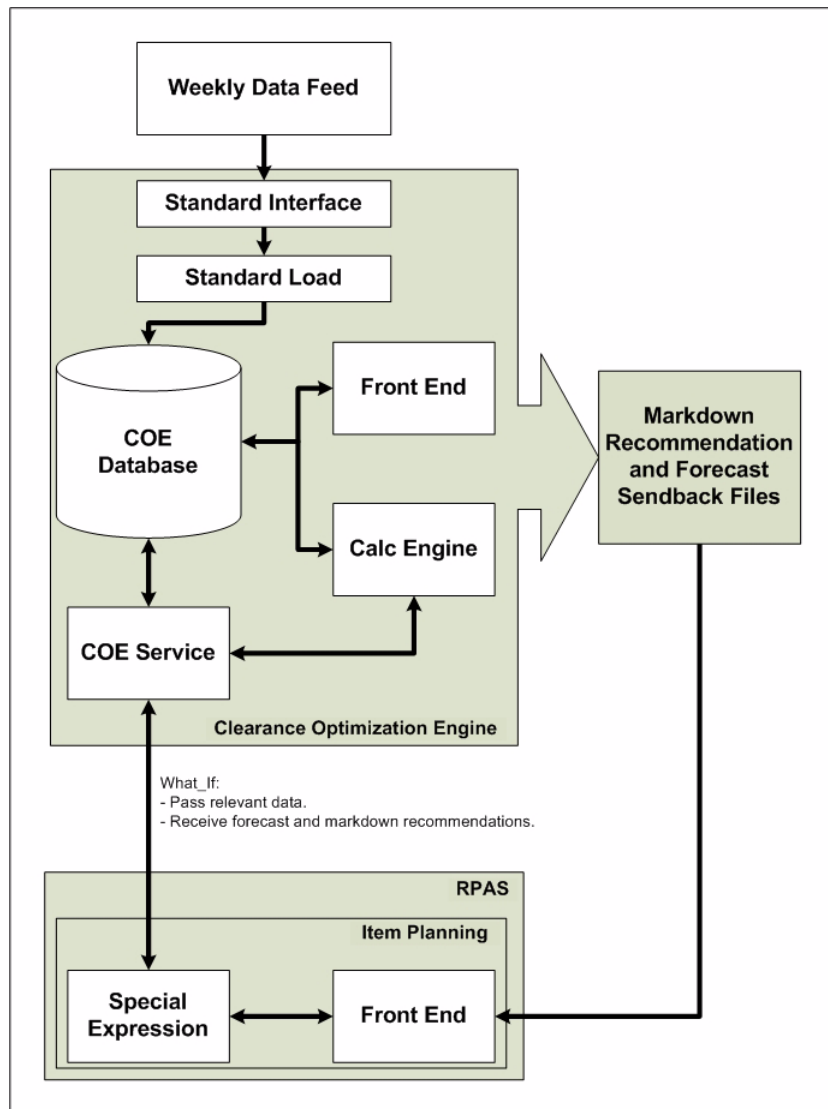 Weekly Data Feed
Standard Interface
Standard Load
COE
Database
Front End
Calc Engine
COE Service
Clearance Optimization Engine
Markdown
Recommendation
and Forecast
Sendback Files
What_If:
- Pass relevant data.
- Receive forecast and markdown recommendations.
RPAS
Item Planning
Special
Expression
Front End